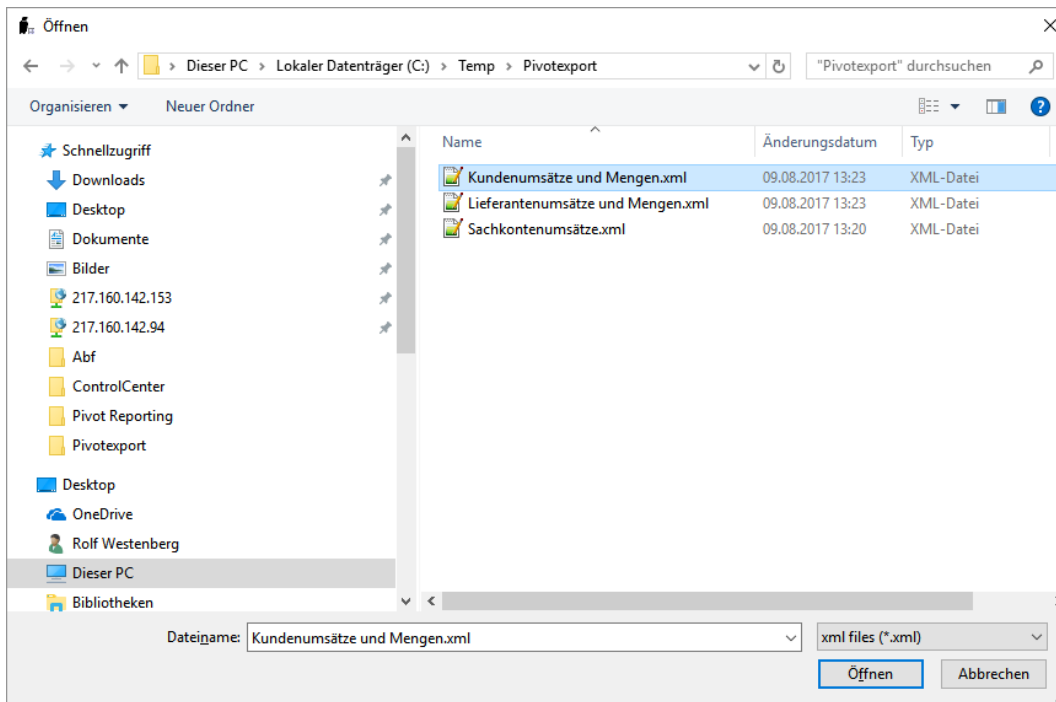 Öffnen
Dieser PC > Lokaler Datenträger (C:) > Temp > Pivotexport
"Pivotexport" durchsuchen
Organisieren
Neuer Ordner
Schnellzugriff
Downloads
Desktop
Dokumente
Bilder
217.160.142.153
217.160.142.94
Abf
ControlCenter
Pivot Reporting
Pivotexport
Desktop
OneDrive
Rolf Westenberg
Dieser PC
Bibliotheken
Name Änderungsdatum Typ
Kundenumsätze und Mengen.xml 09.08.2017 13:23 XML-Datei
Lieferantenumsätze und Mengen.xml 09.08.2017 13:23 XML-Datei
Sachkontenumsätze.xml 09.08.2017 13:20 XML-Datei
Dateiname: Kundenumsätze und Mengen.xml
xml files (*.xml)
Öffnen
Abbrechen